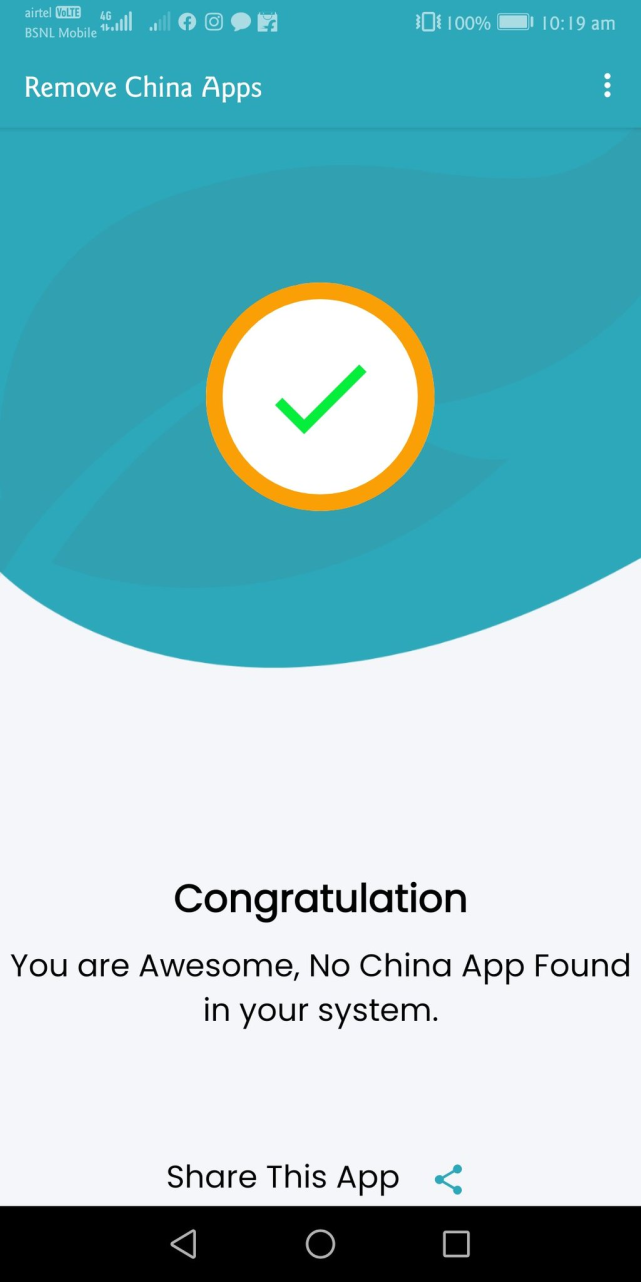 airtel VoLTE 4G 100% 10:19 am
BSNL Mobile
Remove China Apps
Congratulation
You are Awesome, No China App Found
in your system.
Share This App